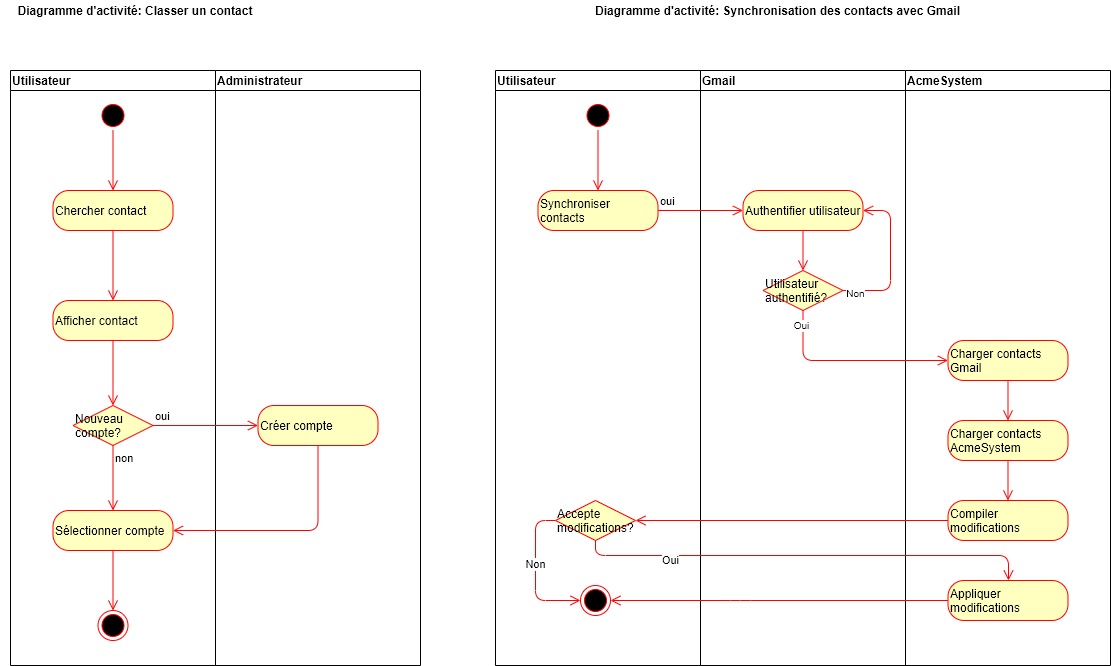 Diagramme d'activité: Classer un contact
Utilisateur
Administrateur
Chercher contact
Afficher contact
Nouveau
compte?
oui
Créer compte
non
Sélectionner compte
Diagramme d'activité: Synchronisation des contacts avec Gmail
Utilisateur
Gmail
AcmeSystem
Synchroniser
contacts
oui
Authentifier utilisateur
Utilisateur
authentifié?
Non
Oui
Charger contacts
Gmail
Charger contacts
AcmeSystem
Compiler
modifications
Accepte
modifications?
Non
Oui
Appliquer
modifications